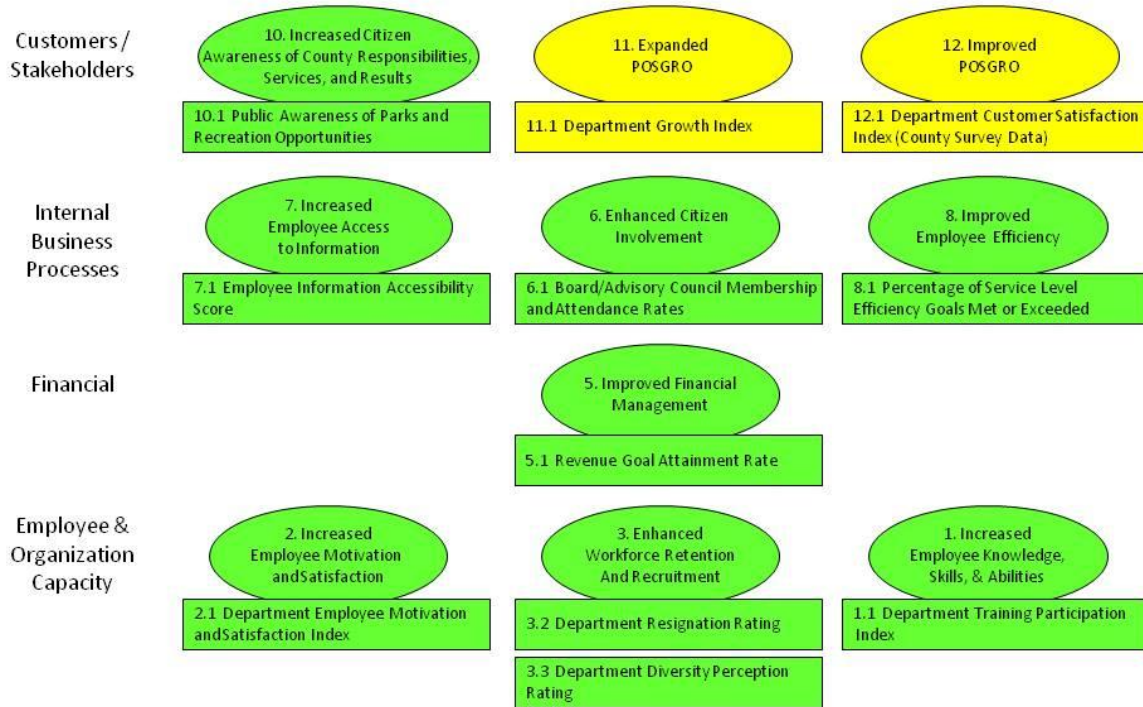 Customers /
Stakeholders
10. Increased Citizen
Awareness of County Responsibilities,
Services, and Results
10.1 Public Awareness of Parks and
Recreation Opportunities
11. Expanded
POSGRO
11.1 Department Growth Index
12. Improved
POSGRO
12.1 Department Customer Satisfaction
Index (County Survey Data)
Internal
Business
Processes
7. Increased
Employee Access
to Information
7.1 Employee Information Accessibility
Score
6. Enhanced Citizen
Involvement
6.1 Board/Advisory Council Membership
and Attendance Rates
8. Improved
Employee Efficiency
8.1 Percentage of Service Level
Efficiency Goals Met or Exceeded
Financial
5. Improved Financial
Management
5.1 Revenue Goal Attainment Rate
Employee &
Organization
Capacity
2. Increased
Employee Motivation
and Satisfaction
2.1 Department Employee Motivation
and Satisfaction Index
3. Enhanced
Workforce Retention
And Recruitment
3.2 Department Resignation Rating
3.3 Department Diversity Perception
Rating
1. Increased
Employee Knowledge,
Skills, & Abilities
1.1 Department Training Participation
Index